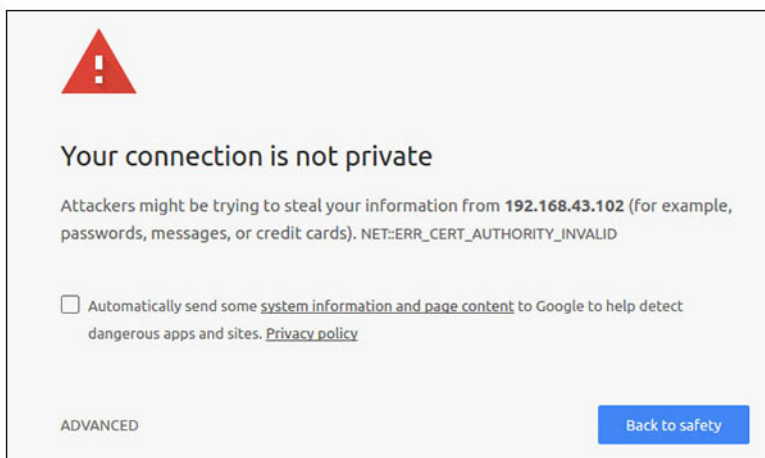 Your connection is not private
Attackers might be trying to steal your information from 192.168.43.102 (for example,
passwords, messages, or credit cards). NET::ERR_CERT_AUTHORITY_INVALID
Automatically send some system information and page content to Google to help detect
dangerous apps and sites. Privacy policy
ADVANCED
Back to safety